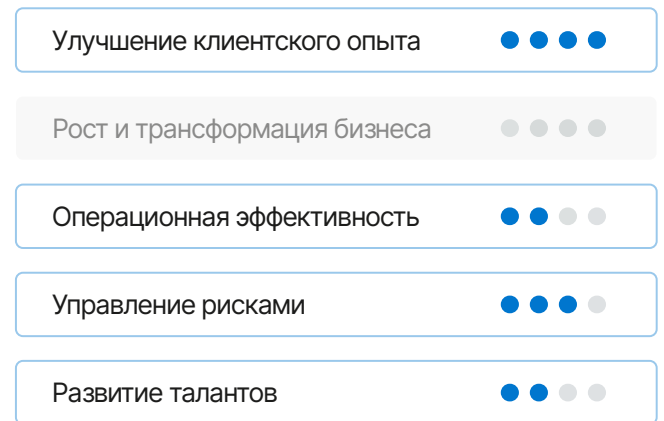 Улучшение клиентского опыта
Рост и трансформация бизнеса
Операционная эффективность
Управление рисками
Развитие талантов